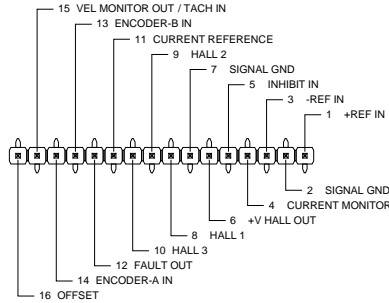 15 VEL MONITOR OUT / TACH IN
13 ENCODER-B IN
11 CURRENT REFERENCE
9 HALL 2
7 SIGNAL GND
5 INHIBIT IN
3 -REF IN
1 +REF IN
2 SIGNAL GND
4 CURRENT MONITOR
6 +V HALL OUT
8 HALL 1
10 HALL 3
12 FAULT OUT
14 ENCODER-A IN
16 OFFSET